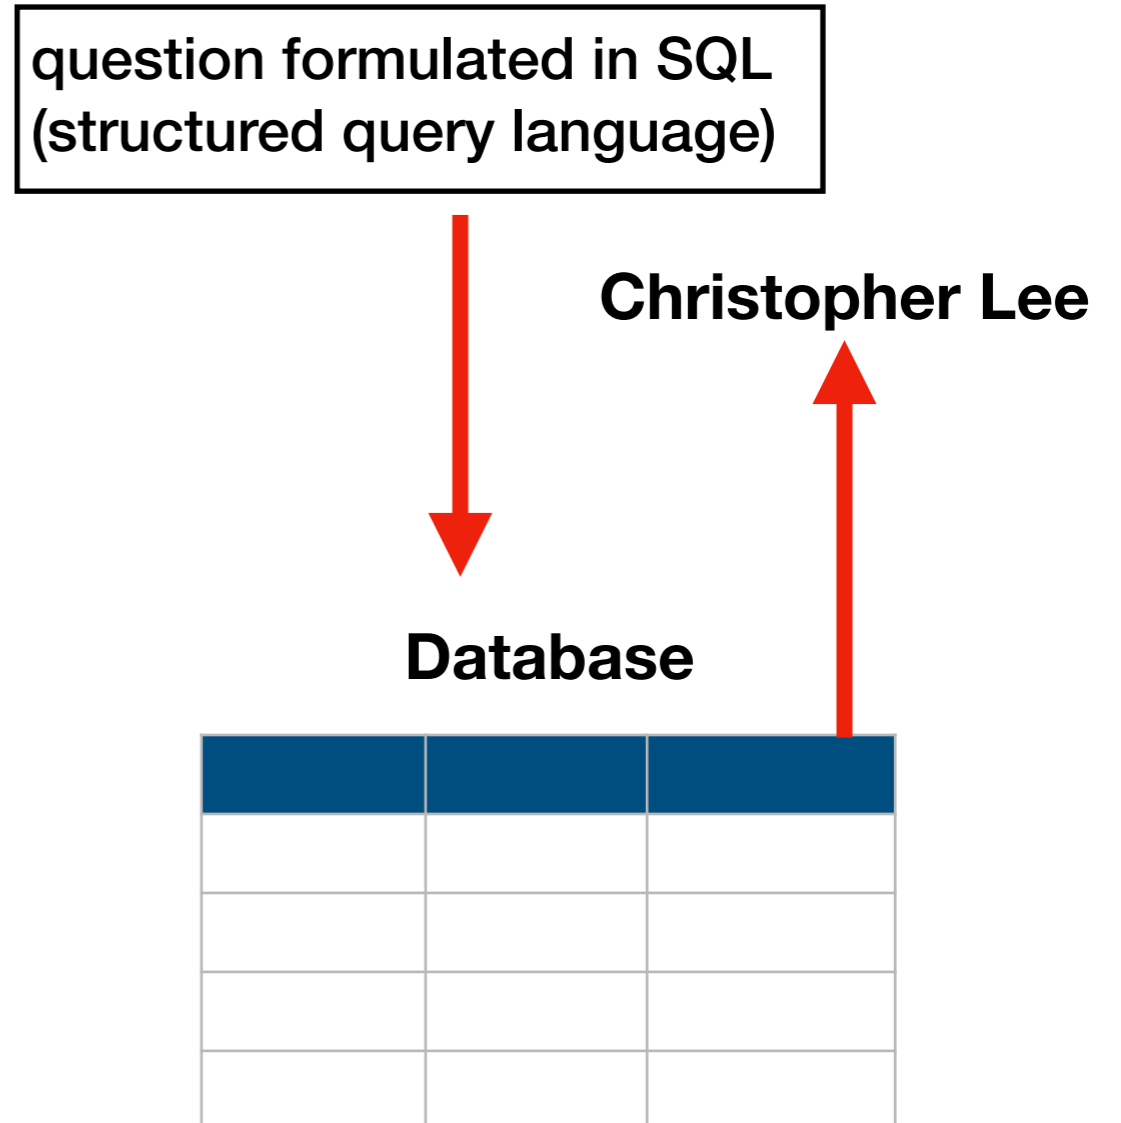 question formulated in SQL
(structured query language)
Christopher Lee
Database